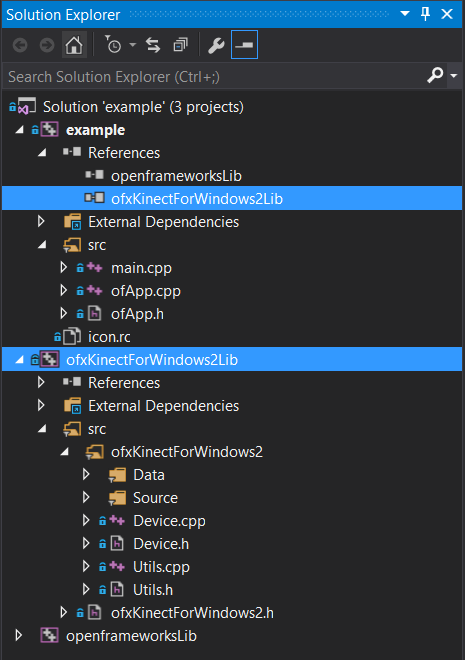 Solution Explorer
Search Solution Explorer (Ctrl+;)
Solution 'example' (3 projects)
example
References
openframeworksLib
ofxKinectForWindows2Lib
External Dependencies
src
main.cpp
ofApp.cpp
ofApp.h
icon.rc
ofxKinectForWindows2Lib
References
External Dependencies
src
ofxKinectForWindows2
Data
Source
Device.cpp
Device.h
Utils.cpp
Utils.h
ofxKinectForWindows2.h
openframeworksLib